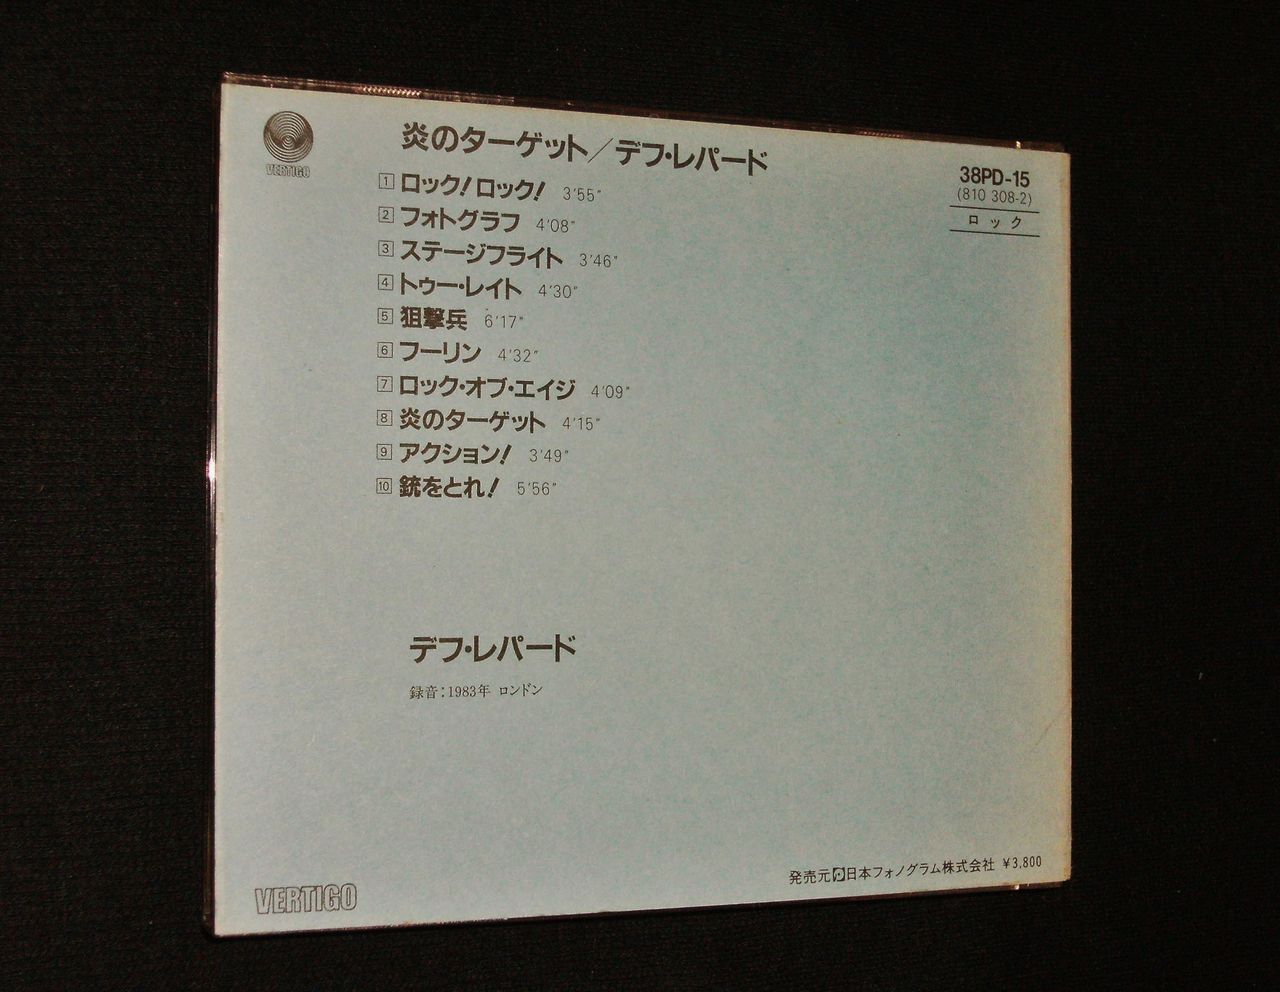 VERTIGO
炎のターゲット／デフ・レパード
38PD-15
(810 308-2)
ロック
1 ロック!ロック! 3'55"
2 フォトグラフ 4'08"
3 ステージフライト 3'46"
4 トゥー・レイト 4'30"
5 狙撃兵 6'17"
6 フーリン 4'32"
7 ロック・オブ・エイジ 4'09"
8 炎のターゲット 4'15"
9 アクション! 3'49"
10 銃をとれ! 5'56"
デフ・レパード
録音：1983年 ロンドン
VERTIGO
発売元 日本フォノグラム株式会社 ¥3,800